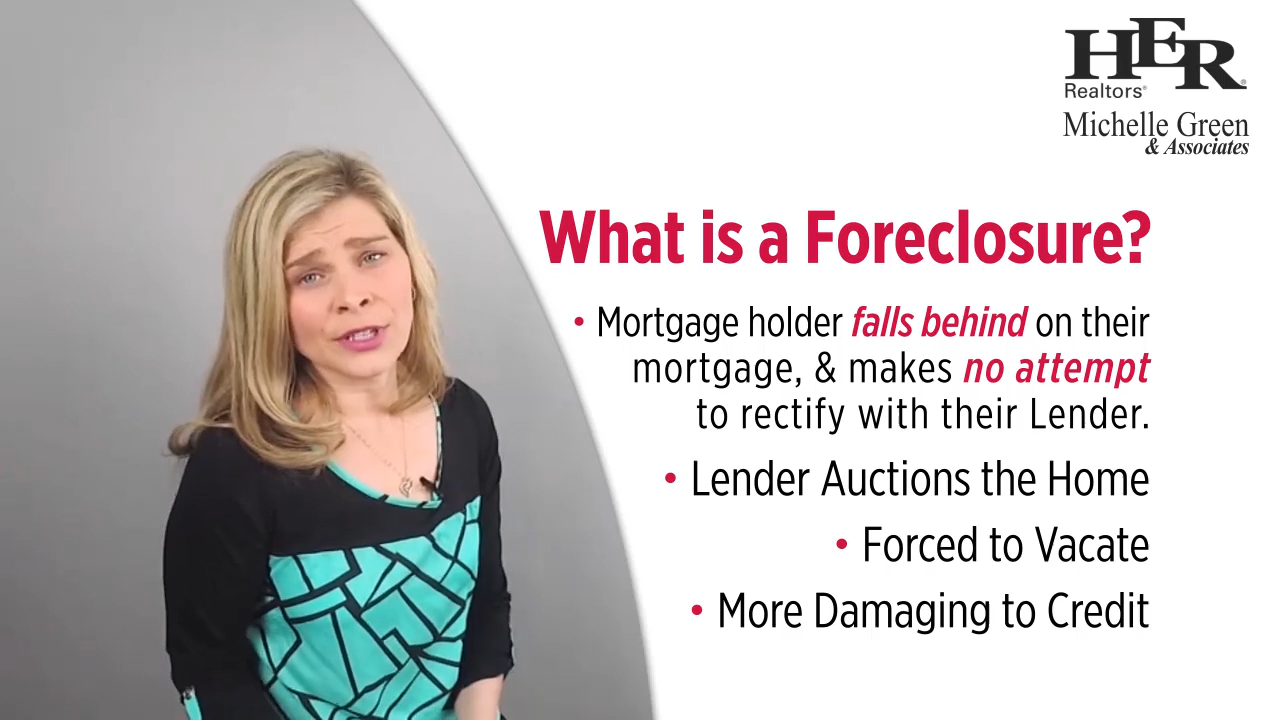 HER
Realtors®
Michelle Green
& Associates
What is a Foreclosure?
• Mortgage holder falls behind on their
mortgage, & makes no attempt
to rectify with their Lender.
• Lender Auctions the Home
• Forced to Vacate
• More Damaging to Credit